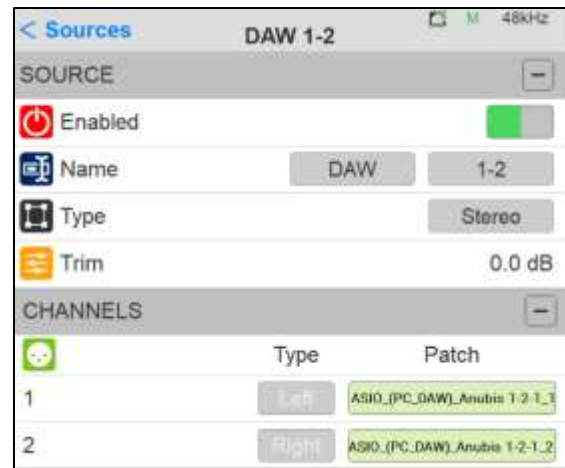 < Sources DAW 1-2 M 48kHz
SOURCE
Enabled
Name DAW 1-2
Type Stereo
Trim 0.0 dB
CHANNELS
Type Patch
1 Left ASIO_(PC_DAW)_Anubis 1-2-1_1
2 Right ASIO_(PC_DAW)_Anubis 1-2-1_2